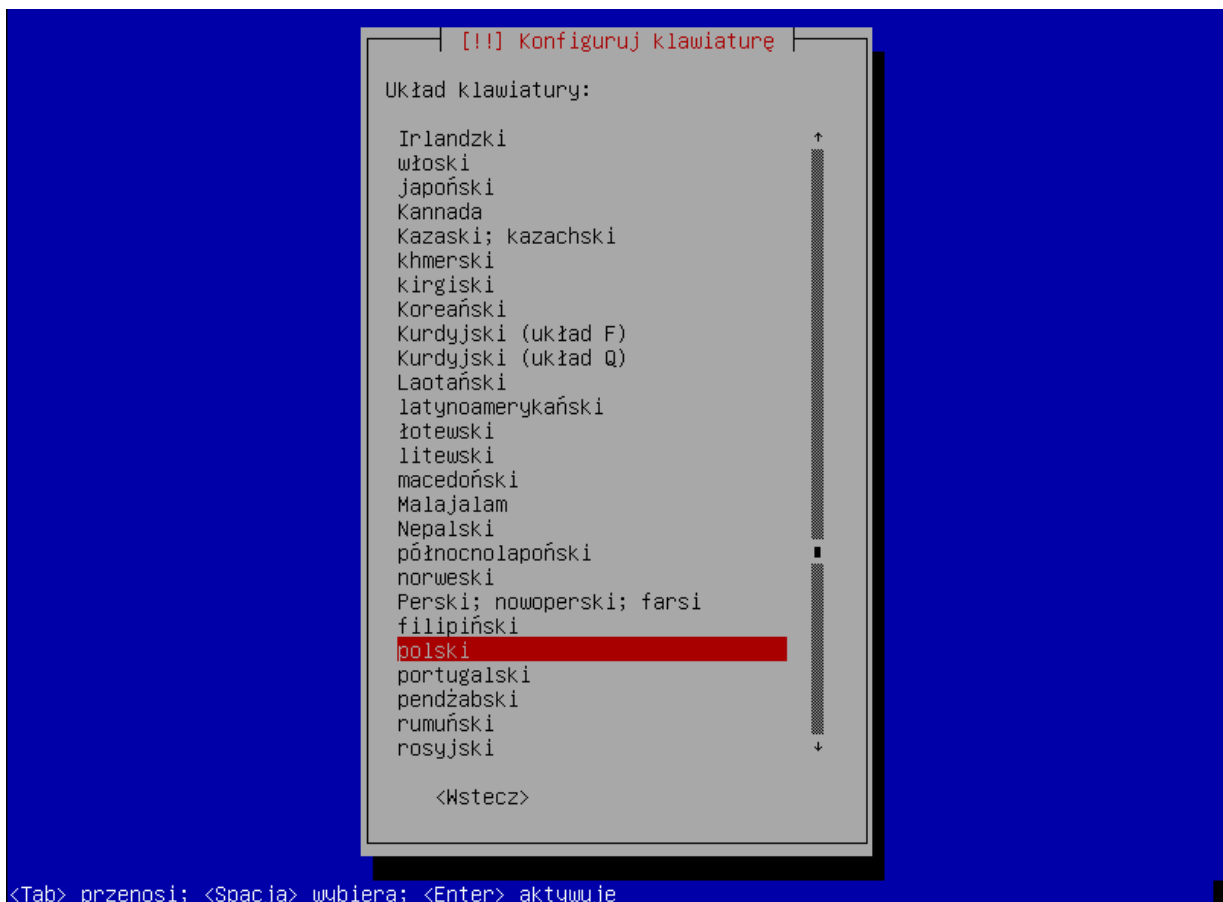 [!!] Konfiguruj klawiaturę
Układ klawiatury:
Irlandzki
włoski
japoński
Kannada
Kazaski; kazachski
khmerski
kirgiski
Koreański
Kurdyjski (układ F)
Kurdyjski (układ Q)
Laotański
latynoamerykański
łotewski
litewski
macedoński
Malajalam
Nepalski
północnolapoński
norweski
Perski; nowoperski; farsi
filipiński
polski
portugalski
pendżabski
rumuński
rosyjski
<Wstecz>
<Tab> przenosi; <Spacja> wybiera; <Enter> aktywuje